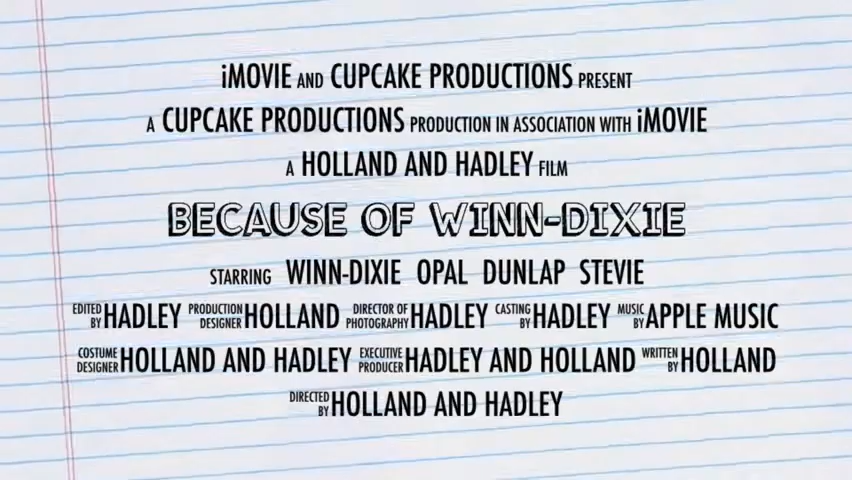 iMOVIE AND CUPCAKE PRODUCTIONS PRESENT
A CUPCAKE PRODUCTIONS PRODUCTION IN ASSOCIATION WITH iMOVIE
A HOLLAND AND HADLEY FILM
BECAUSE OF WINN-DIXIE
STARRING WINN-DIXIE OPAL DUNLAP STEVIE
EDITED BY HADLEY PRODUCTION DESIGNER HOLLAND DIRECTOR OF PHOTOGRAPHY HADLEY CASTING BY HADLEY MUSIC BY APPLE MUSIC
COSTUME DESIGNER HOLLAND AND HADLEY EXECUTIVE PRODUCER HADLEY AND HOLLAND WRITTEN BY HOLLAND
DIRECTED BY HOLLAND AND HADLEY